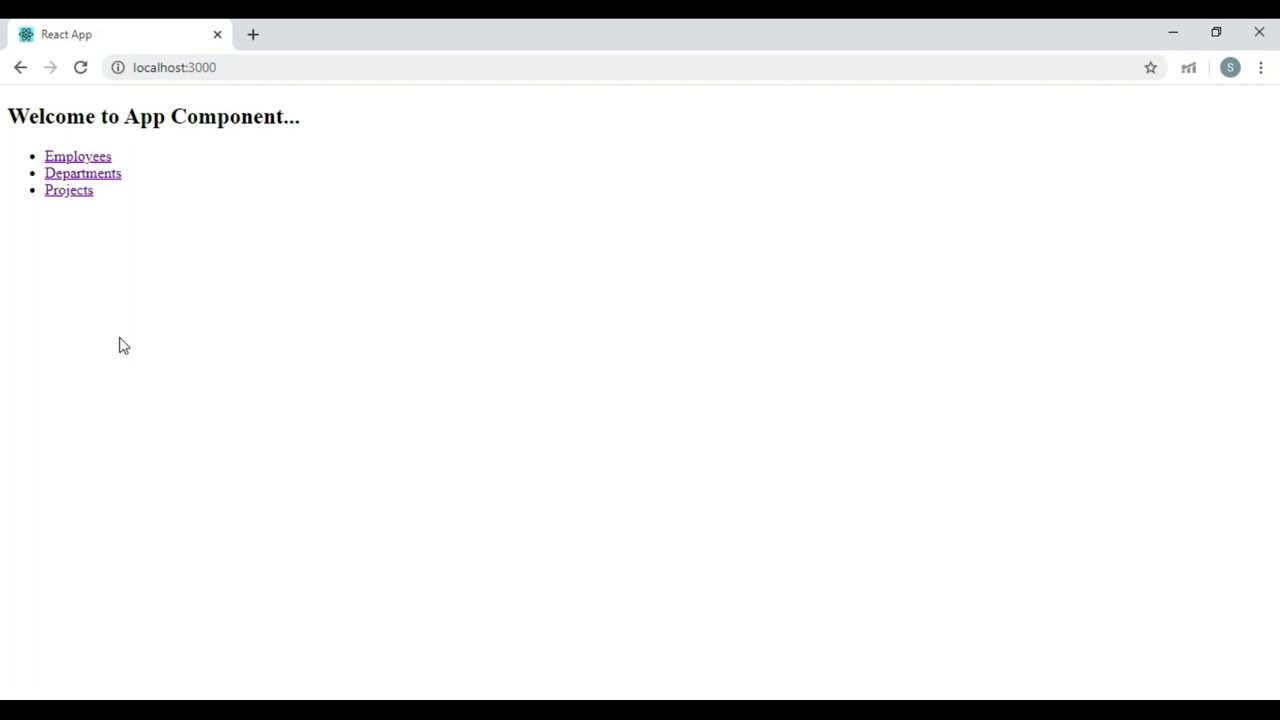 React App
localhost:3000
S
Welcome to App Component...
Employees
Departments
Projects